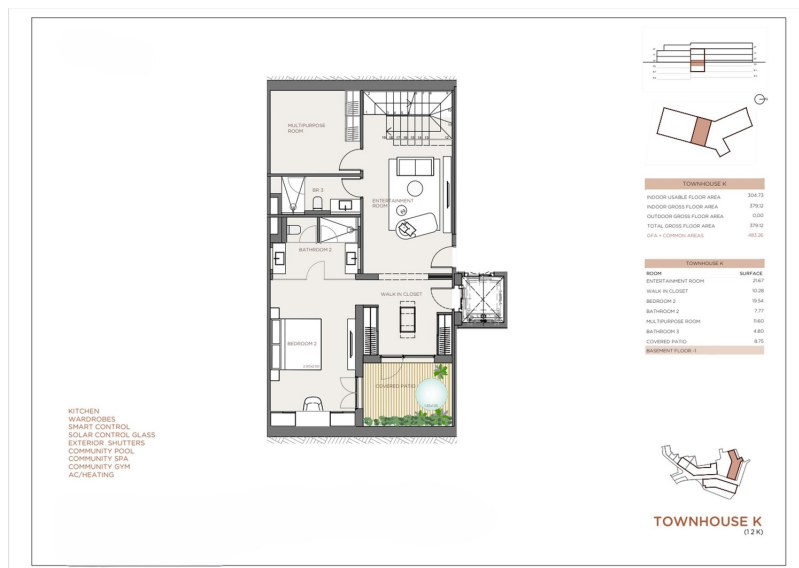 MULTIPURPOSE
ROOM
BR 3
ENTERTAINMENT
ROOM
BATHROOM 2
WALK IN CLOSET
BEDROOM 2
COVERED PATIO
KITCHEN
WARDROBES
SMART CONTROL
SOLAR CONTROL GLASS
EXTERIOR SHUTTERS
COMMUNITY POOL
COMMUNITY SPA
COMMUNITY GYM
AC/HEATING
TOWNHOUSE K
INDOOR USABLE FLOOR AREA 304.73
INDOOR GROSS FLOOR AREA 379.12
OUTDOOR GROSS FLOOR AREA 0.00
TOTAL GROSS FLOOR AREA 379.12
GFA + COMMON AREAS 483.26
TOWNHOUSE K
ROOM SURFACE
ENTERTAINMENT ROOM 21.67
WALK IN CLOSET 10.28
BEDROOM 2 19.54
BATHROOM 2 7.77
MULTIPURPOSE ROOM 11.60
BATHROOM 3 4.80
COVERED PATIO 8.75
BASEMENT FLOOR -1
TOWNHOUSE K
(12K)